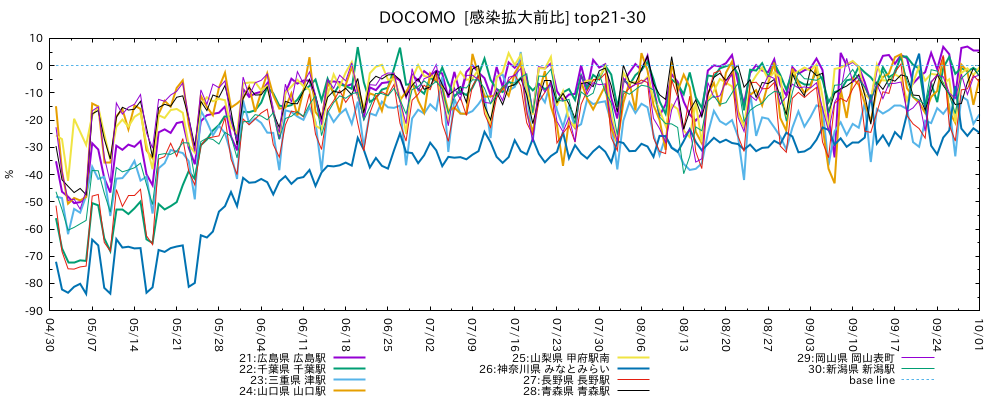 DOCOMO [感染拡大前比] top21-30
10
0
-10
-20
-30
-40
-50
-60
-70
-80
-90
%
04/30
05/07
05/14
05/21
05/28
06/04
06/11
06/18
06/25
07/02
07/09
07/16
07/23
07/30
08/06
08/13
08/20
08/27
09/03
09/10
09/17
09/24
10/01
21:広島県 広島駅
22:千葉県 千葉駅
23:三重県 津駅
24:山口県 山口駅
25:山梨県 甲府駅南
26:神奈川県 みなとみらい
27:長野県 長野駅
28:青森県 青森駅
29:岡山県 岡山表町
30:新潟県 新潟駅
base line